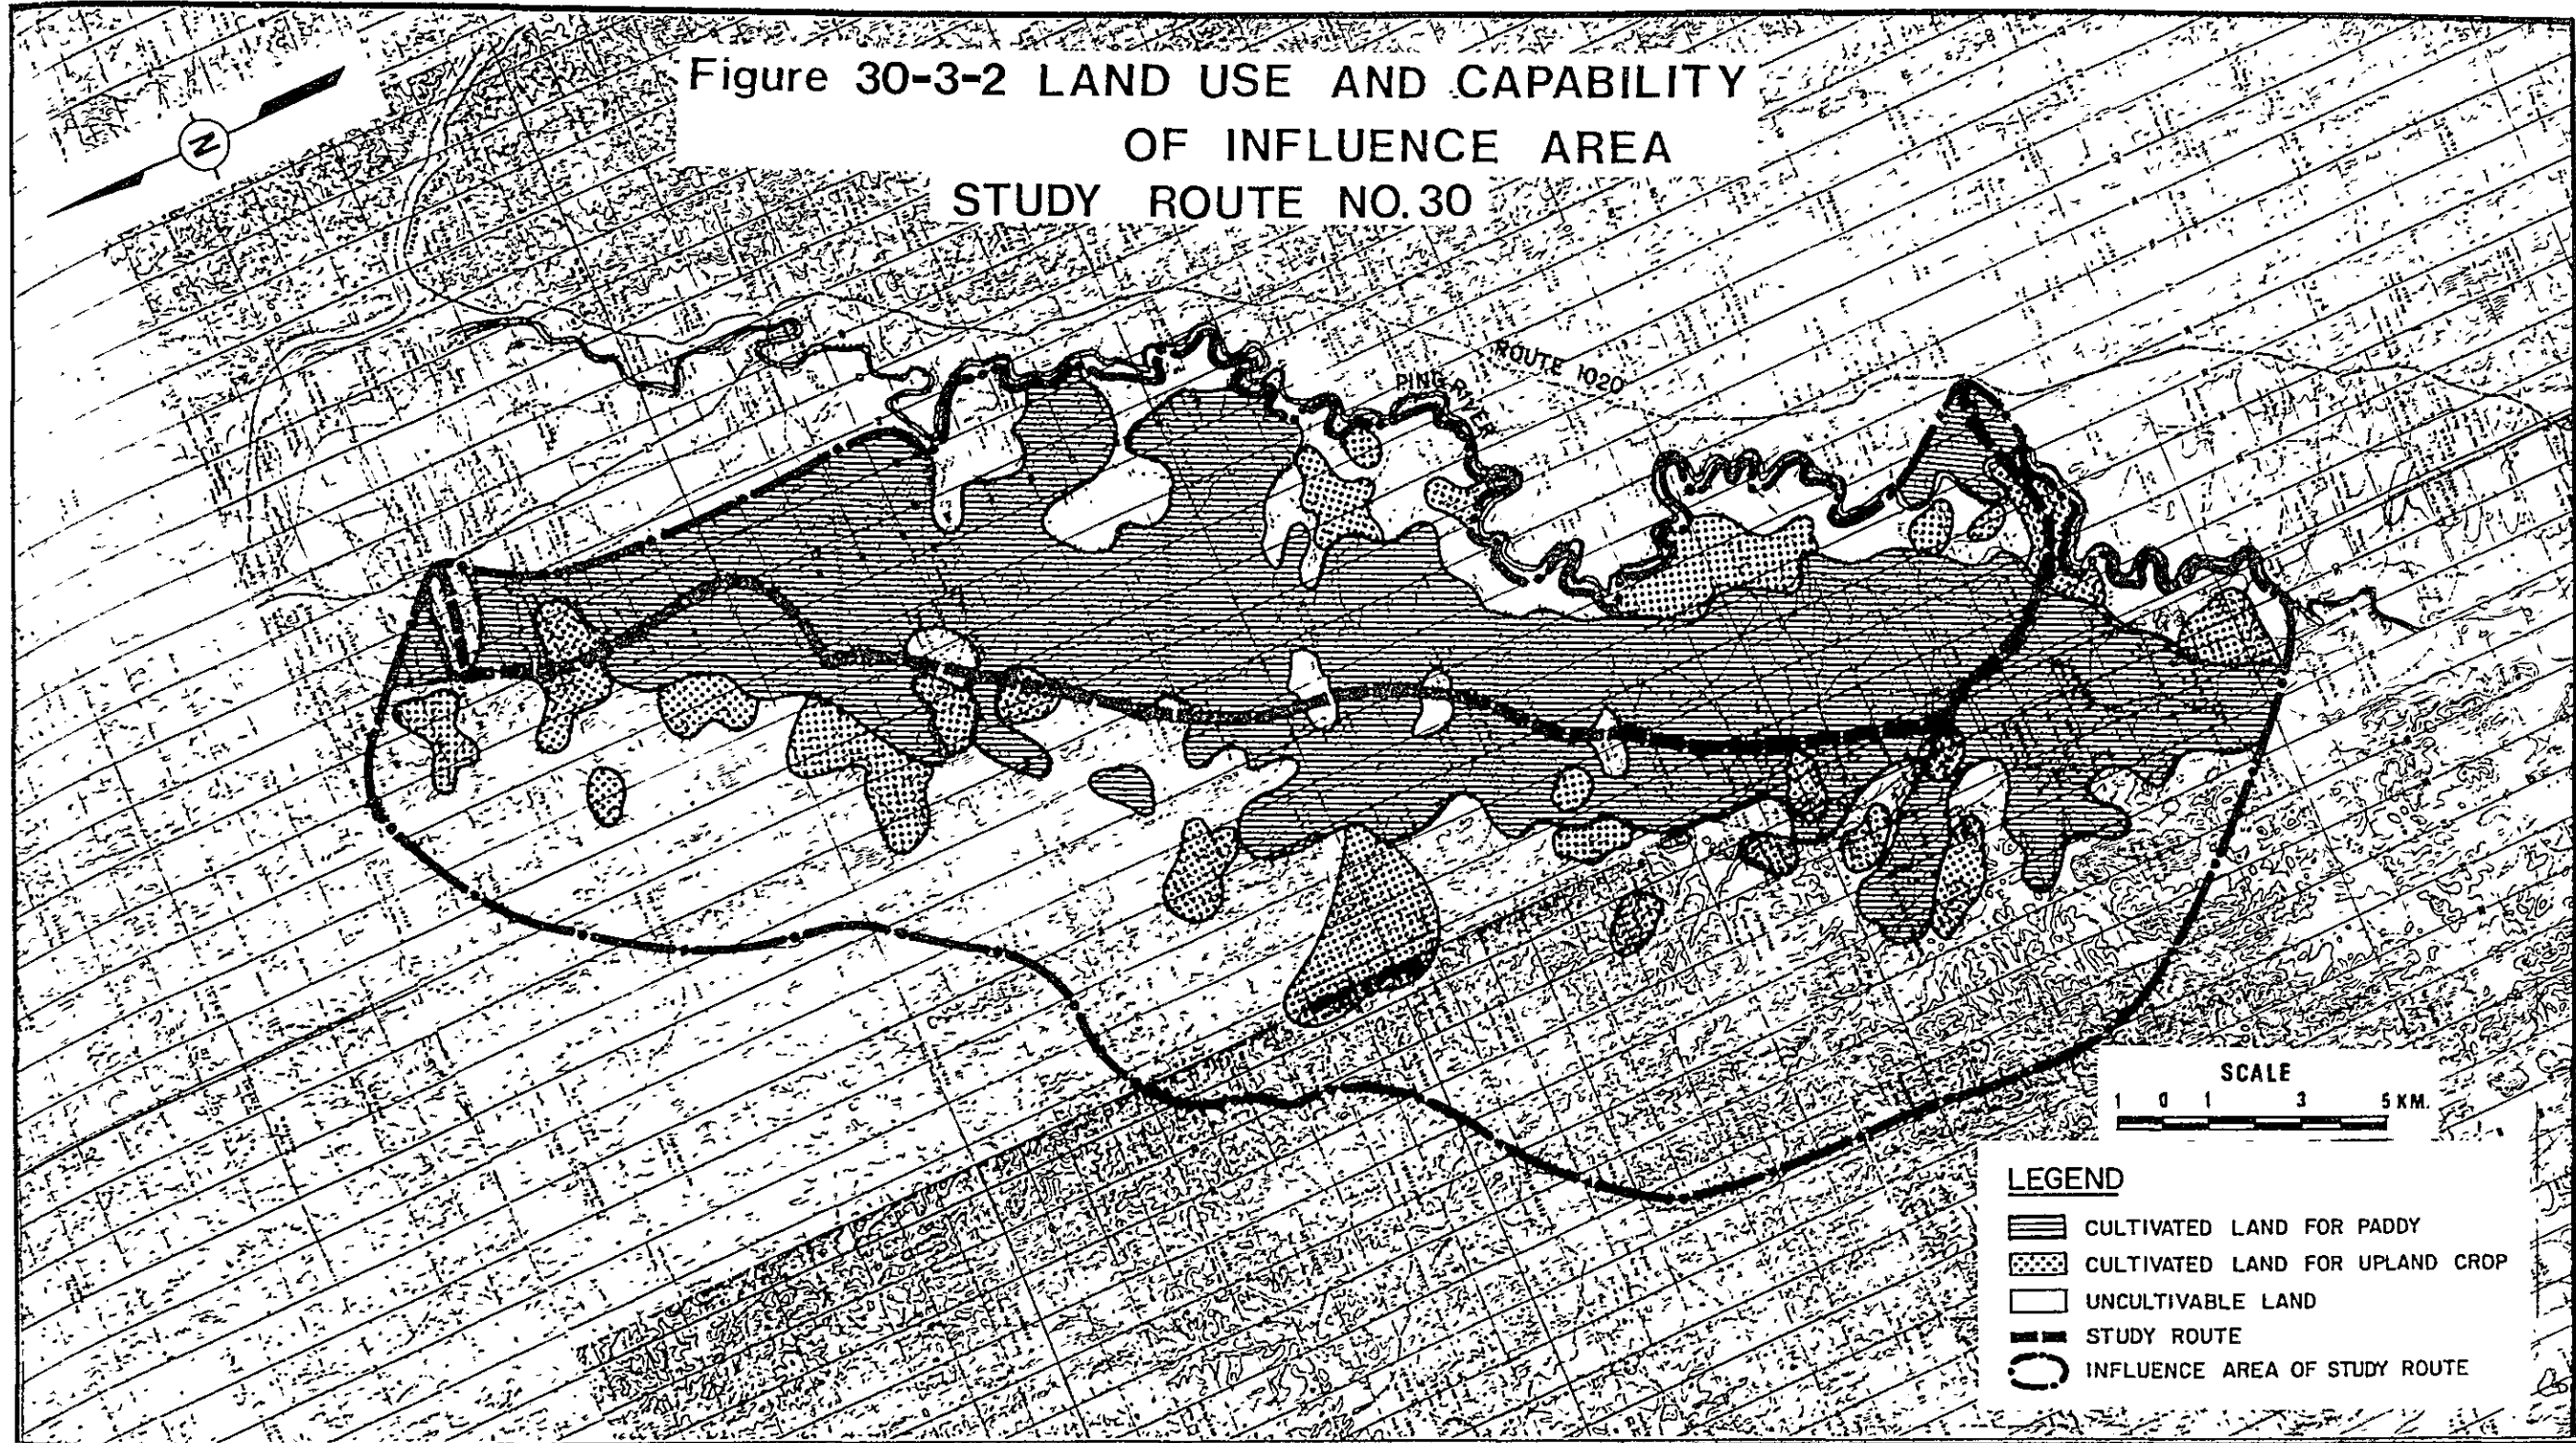 Figure 30-3-2 LAND USE AND CAPABILITY
OF INFLUENCE AREA
STUDY ROUTE NO.30
N
ROUTE 1020
PING RIVER
SCALE
1 0 1 3 5 KM.
LEGEND
CULTIVATED LAND FOR PADDY
CULTIVATED LAND FOR UPLAND CROP
UNCULTIVABLE LAND
STUDY ROUTE
INFLUENCE AREA OF STUDY ROUTE